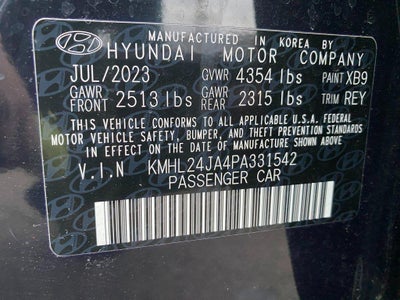 MANUFACTURED IN KOREA BY
HYUNDAI MOTOR COMPANY
JUL/2023 GVWR 4354 lbs PAINT XB9
GAWR FRONT 2513 lbs GAWR REAR 2315 lbs TRIM REY
THIS VEHICLE CONFORMS TO ALL APPLICABLE U.S.A FEDERAL
MOTOR VEHICLE SAFETY, BUMPER, AND THEFT PREVENTION STANDARDS
IN EFFECT ON THE DATE OF MANUFACTURE SHOWN ABOVE
V.I.N KMHL24JA4PA331542
PASSENGER CAR